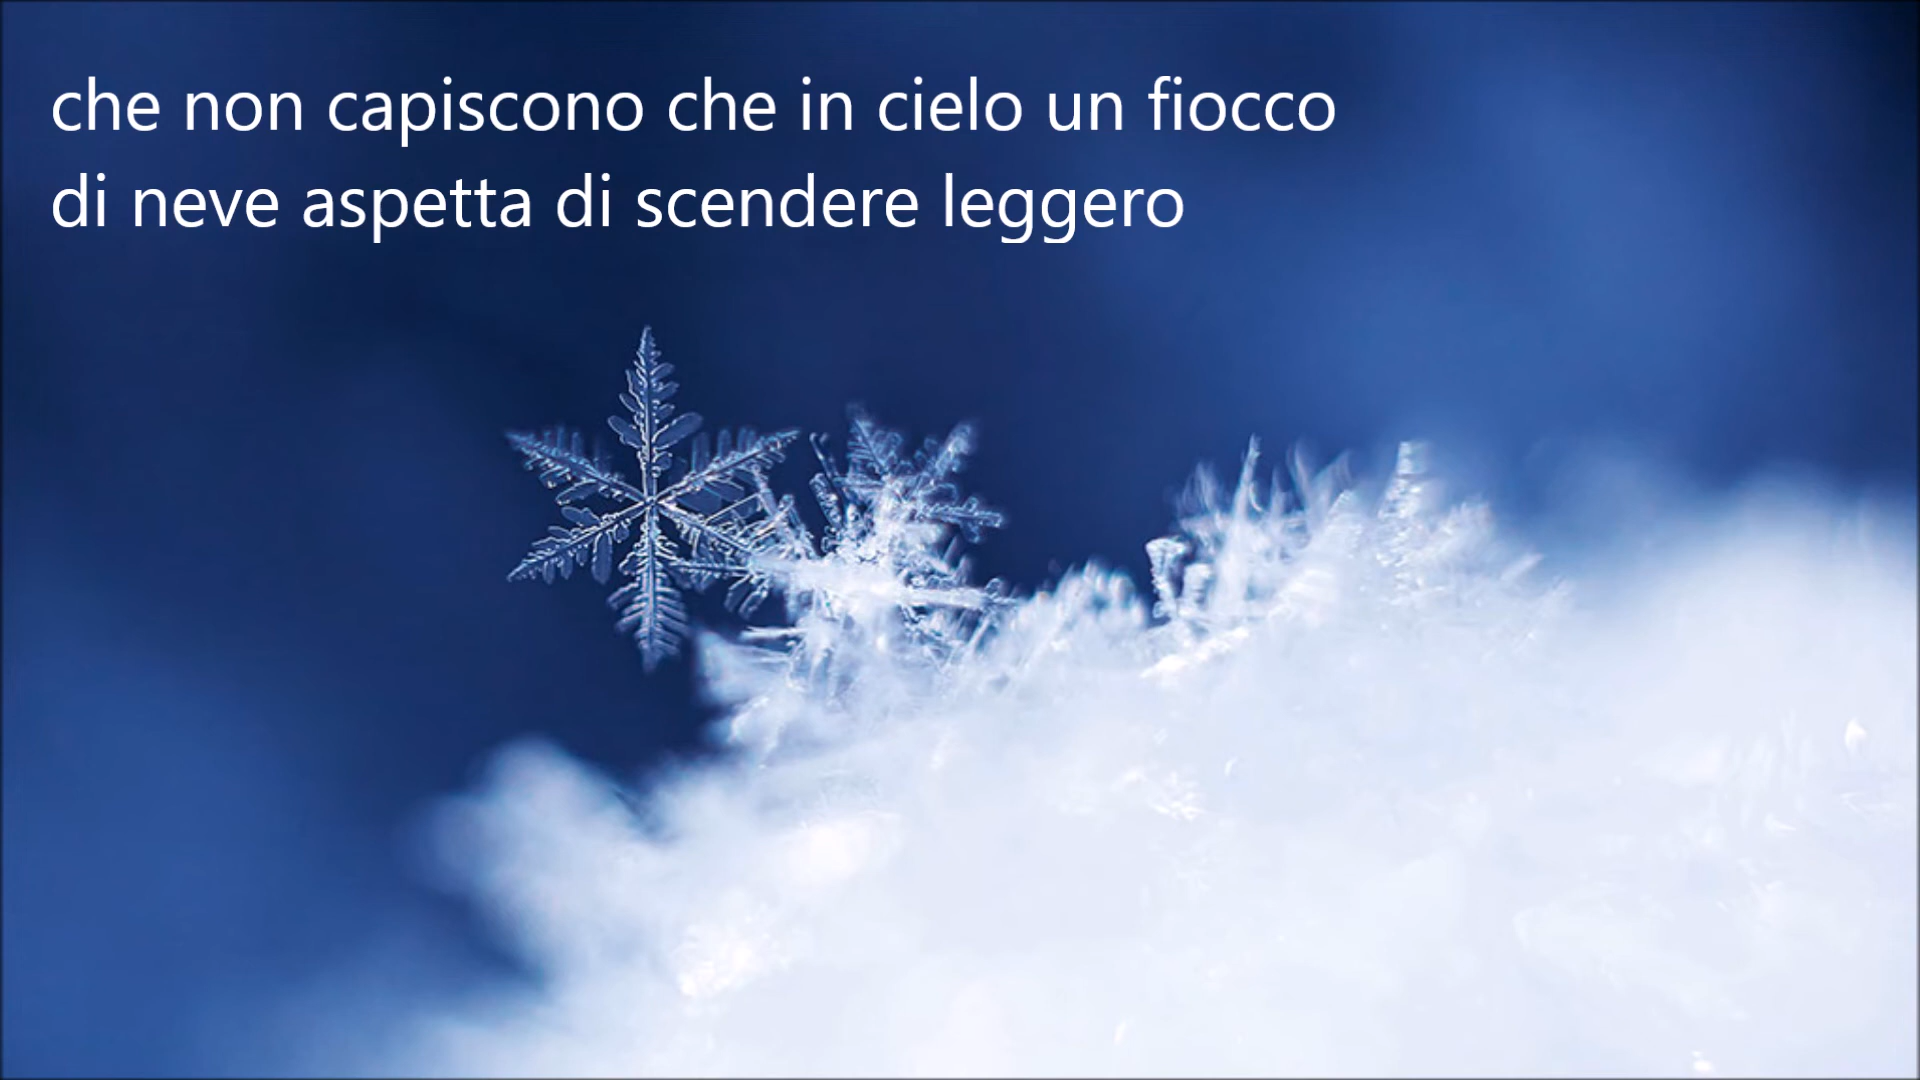 che non capiscono che in cielo un fiocco
di neve aspetta di scendere leggero